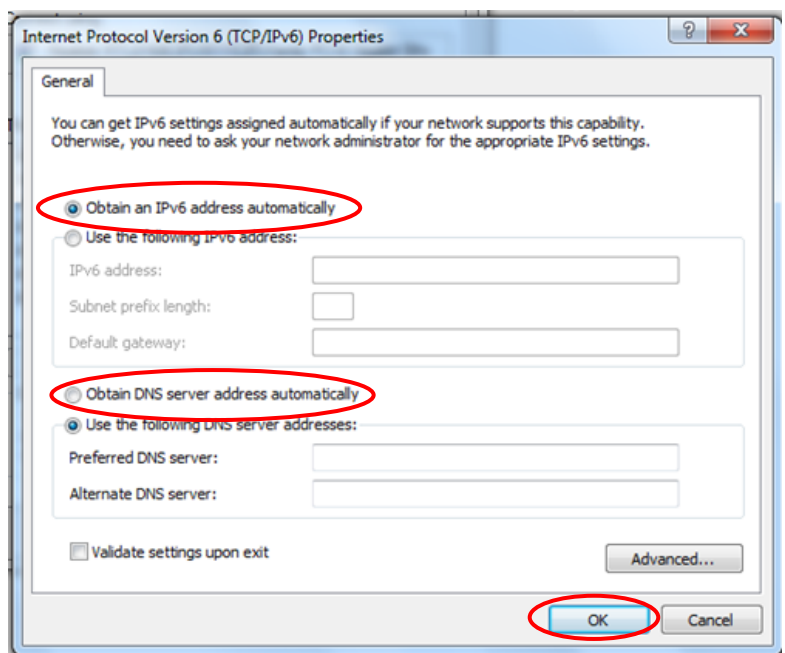 Internet Protocol Version 6 (TCP/IPv6) Properties
General
You can get IPv6 settings assigned automatically if your network supports this capability.
Otherwise, you need to ask your network administrator for the appropriate IPv6 settings.
Obtain an IPv6 address automatically
Use the following IPv6 address:
IPv6 address:
Subnet prefix length:
Default gateway:
Obtain DNS server address automatically
Use the following DNS server addresses:
Preferred DNS server:
Alternate DNS server:
Validate settings upon exit
Advanced...
OK
Cancel